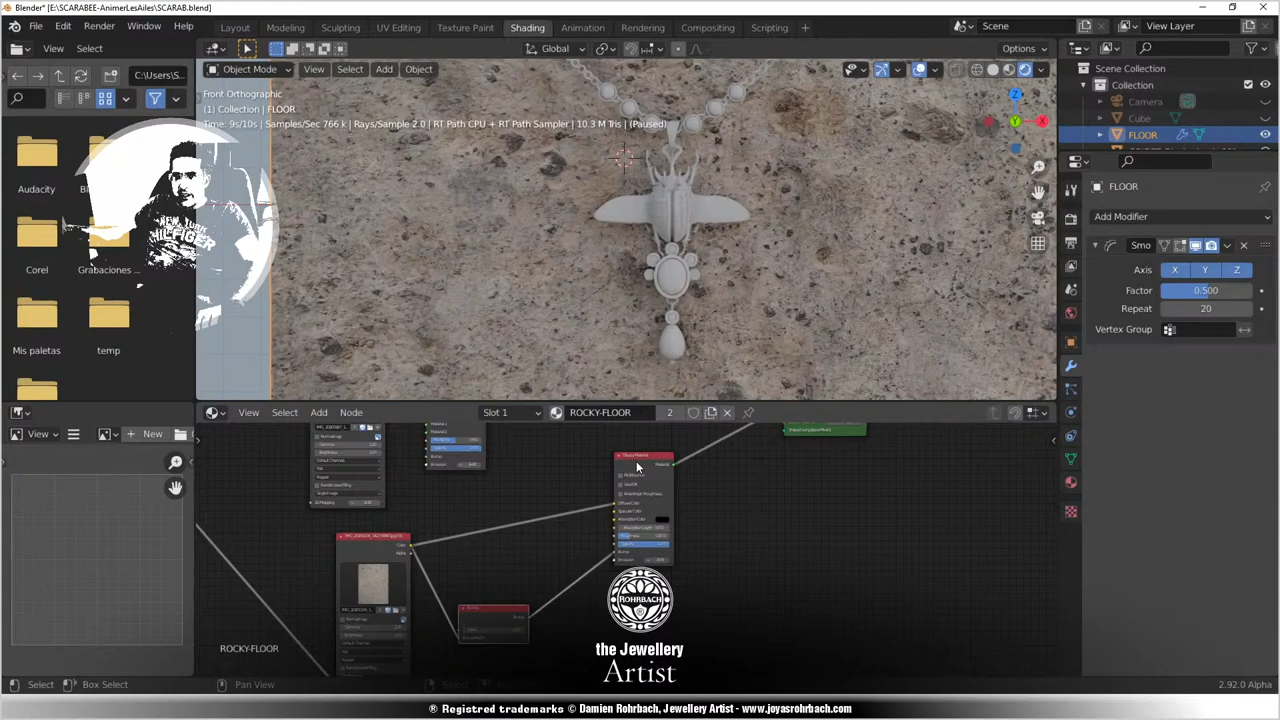 Blender* [E:\SCARABEE-AnimerLesAiles\SCARAB.blend]
File Edit Render Window Help
Layout Modeling Sculpting UV Editing Texture Paint Shading Animation Rendering Compositing Scripting
Scene
View Layer
View Select
Global
Options
C:\Users\S...
Object Mode View Select Add Object
Scene Collection
Collection
Camera
Cube
FLOOR
Front Orthographic
(1) Collection | FLOOR
Time: 9s/10s | Samples/Sec 766 k | Rays/Sample 2.0 | RT Path CPU + RT Path Sampler | 10.3 M Tris | (Paused)
Z
Y
X
Audacity
Corel
Grabaciones ...
Mis paletas
temp
NEW YORK
HILFIGER
FLOOR
Add Modifier
Smo
Axis X Y Z
Factor 0.500
Repeat 20
Vertex Group
View
New
View Select Add Node
Slot 1
ROCKY-FLOOR 2
ROCKY-FLOOR
ROHRBACH
the Jewellery
Artist
Select Box Select Pan View Select Box Select
2.92.0 Alpha
® Registred trademarks © Damien Rohrbach, Jewellery Artist - www.joyasrohrbach.com